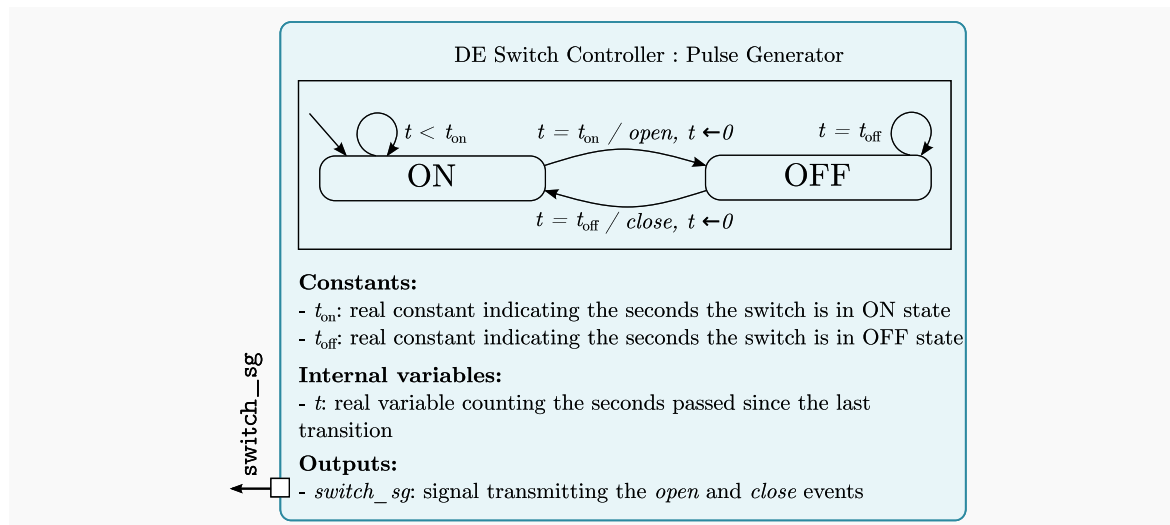 DE Switch Controller : Pulse Generator
t < t_on
t = t_on / open, t ←0
t = t_off
ON
OFF
t = t_off / close, t ←0
Constants:
- t_on: real constant indicating the seconds the switch is in ON state
- t_off: real constant indicating the seconds the switch is in OFF state
Internal variables:
- t: real variable counting the seconds passed since the last
transition
Outputs:
- switch_sg: signal transmitting the open and close events
switch_sg